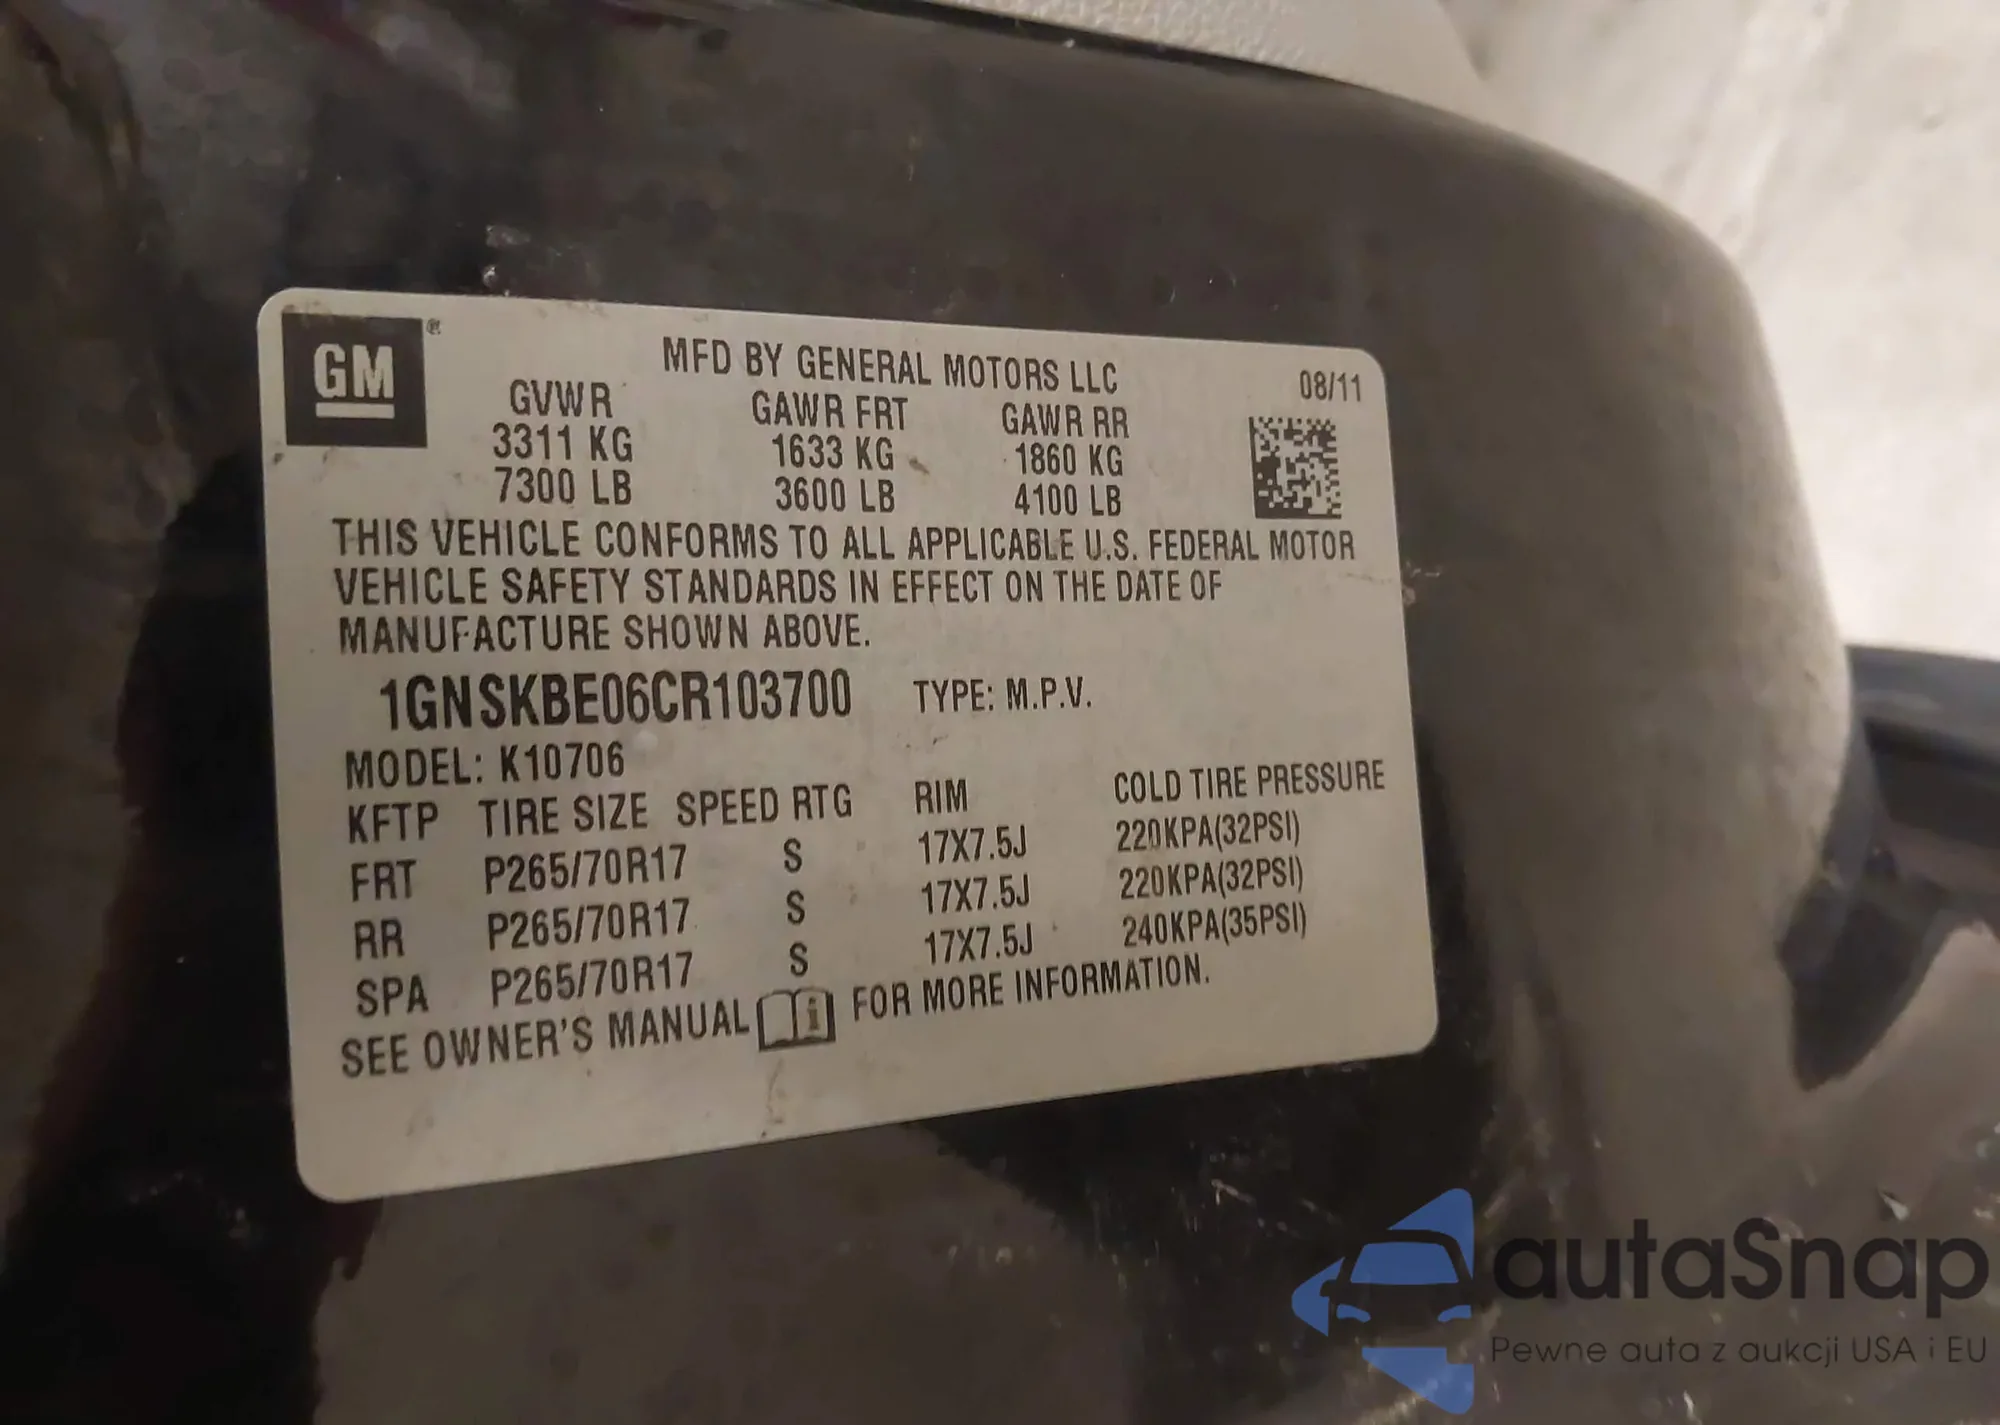 GM®
MFD BY GENERAL MOTORS LLC
08/11
GVWR GAWR FRT GAWR RR
3311 KG 1633 KG 1860 KG
7300 LB 3600 LB 4100 LB
THIS VEHICLE CONFORMS TO ALL APPLICABLE U.S. FEDERAL MOTOR
VEHICLE SAFETY STANDARDS IN EFFECT ON THE DATE OF
MANUFACTURE SHOWN ABOVE.
1GNSKBE06CR103700 TYPE: M.P.V.
MODEL: K10706
KFTP TIRE SIZE SPEED RTG RIM COLD TIRE PRESSURE
FRT P265/70R17 S 17X7.5J 220KPA(32PSI)
RR P265/70R17 S 17X7.5J 220KPA(32PSI)
SPA P265/70R17 S 17X7.5J 240KPA(35PSI)
SEE OWNER'S MANUAL i FOR MORE INFORMATION.
autaSnap
Pewne auta z aukcji USA i EU